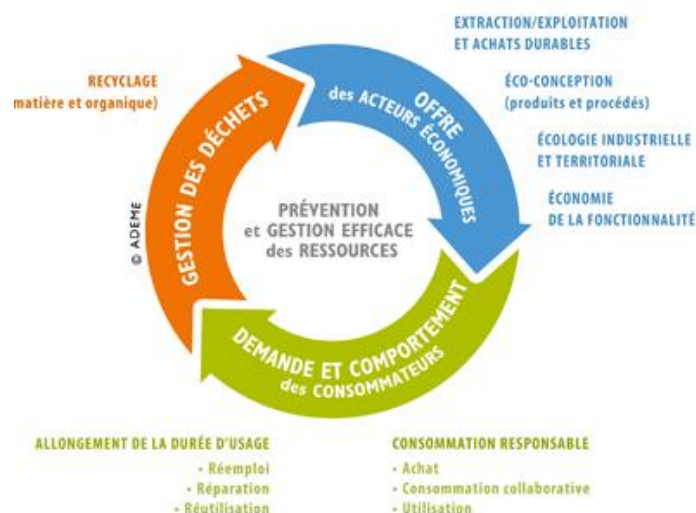 EXTRACTION/EXPLOITATION
ET ACHATS DURABLES
RECYCLAGE
matière et organique)
ÉCO-CONCEPTION
(produits et procédés)
ÉCOLOGIE INDUSTRIELLE
ET TERRITORIALE
ÉCONOMIE
DE LA FONCTIONNALITÉ
OFFRE
des ACTEURS ÉCONOMIQUES
GESTION DES DÉCHETS
PRÉVENTION
et GESTION EFFICACE
des RESSOURCES
© ADEME
DEMANDE ET COMPORTEMENT
des CONSOMMATEURS
ALLONGEMENT DE LA DURÉE D'USAGE
• Réemploi
• Réparation
• Réutilisation
CONSOMMATION RESPONSABLE
• Achat
• Consommation collaborative
• Utilisation